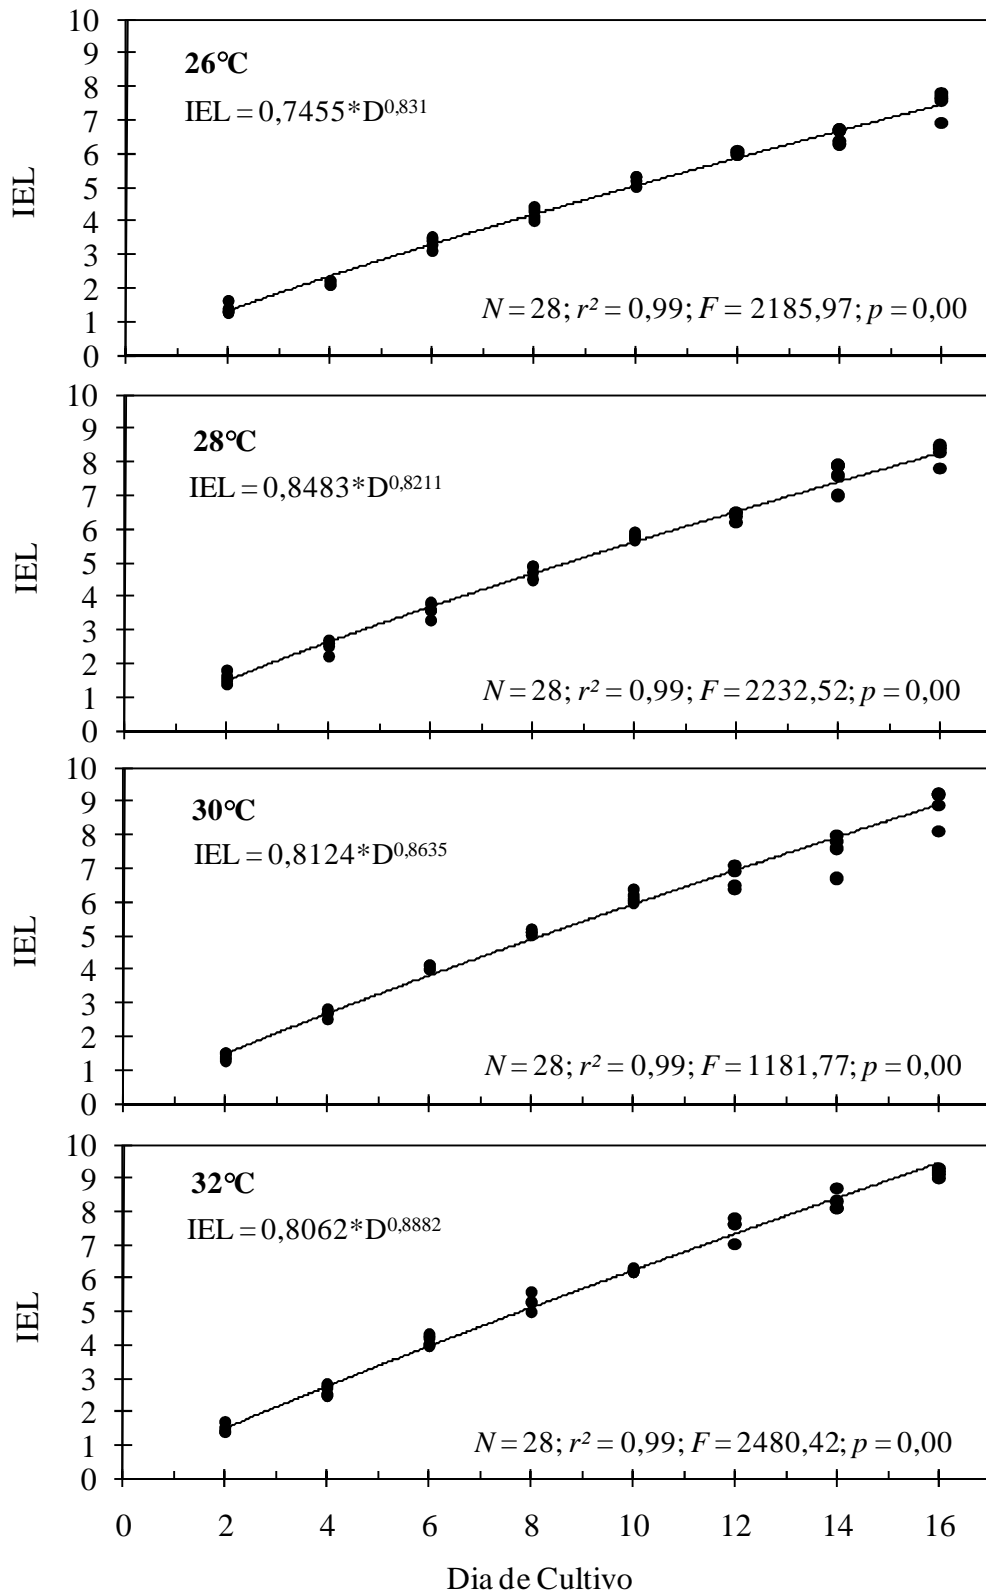 10
9
8
7
6
5
4
3
2
1
0
IEL
26°C
IEL = 0,7455*D^0,831
N = 28; r² = 0,99; F = 2185,97; p = 0,00
10
9
8
7
6
5
4
3
2
1
0
IEL
28°C
IEL = 0,8483*D^0,8211
N = 28; r² = 0,99; F = 2232,52; p = 0,00
10
9
8
7
6
5
4
3
2
1
0
IEL
30°C
IEL = 0,8124*D^0,8635
N = 28; r² = 0,99; F = 1181,77; p = 0,00
10
9
8
7
6
5
4
3
2
1
0
IEL
32°C
IEL = 0,8062*D^0,8882
N = 28; r² = 0,99; F = 2480,42; p = 0,00
0 2 4 6 8 10 12 14 16
Dia de Cultivo